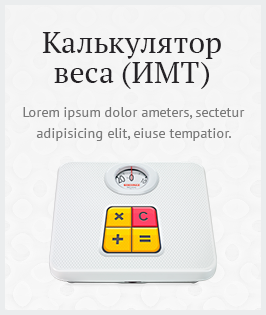 Калькулятор
веса (ИМТ)
Lorem ipsum dolor ameters, sectetur
adipisicing elit, eiuse tempatior.
× C
+ =